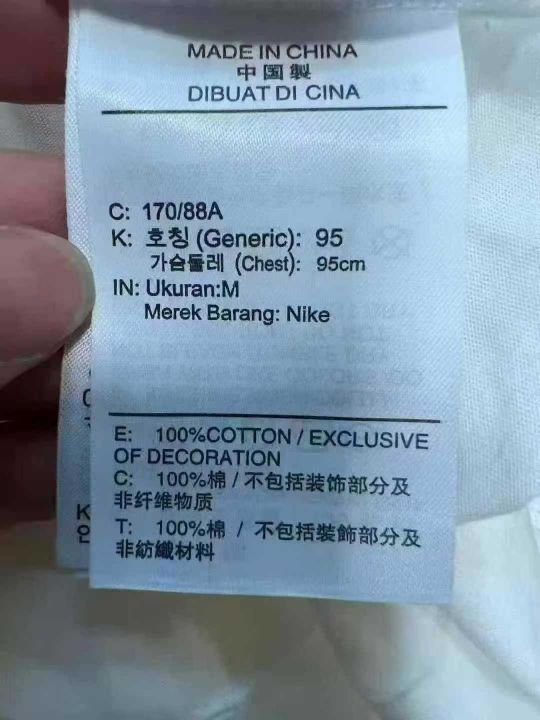 MADE IN CHINA
中国製
DIBUAT DI CINA
C: 170/88A
K: 호칭 (Generic): 95
가슴둘레 (Chest): 95cm
IN: Ukuran:M
Merek Barang: Nike
E: 100%COTTON / EXCLUSIVE
OF DECORATION
C: 100%棉 / 不包括装饰部分及
非纤维物质
T: 100%棉 / 不包括裝飾部分及
非紡織材料